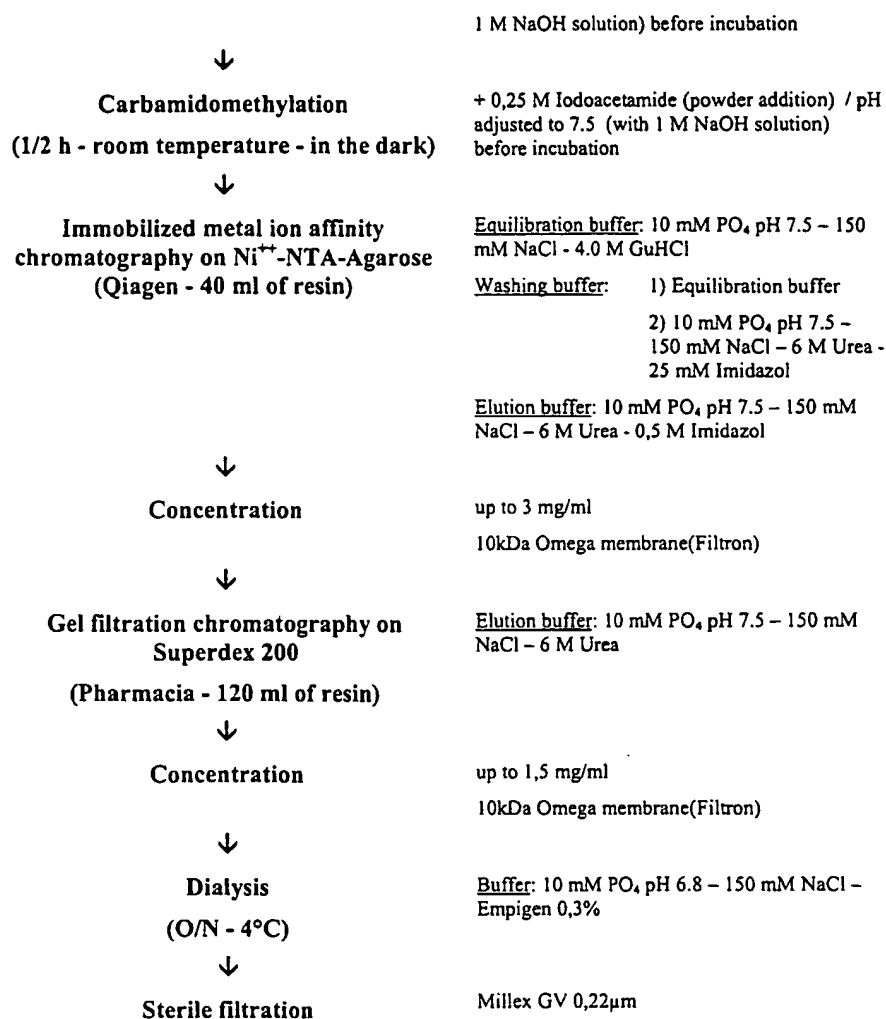 1 M NaOH solution) before incubation
↓
Carbamidomethylation
(1/2 h - room temperature - in the dark)
+ 0,25 M Iodoacetamide (powder addition) / pH
adjusted to 7.5 (with 1 M NaOH solution)
before incubation
↓
Immobilized metal ion affinity
chromatography on Ni⁺⁺-NTA-Agarose
(Qiagen - 40 ml of resin)
Equilibration buffer: 10 mM PO₄ pH 7.5 – 150
mM NaCl - 4.0 M GuHCl
Washing buffer: 1) Equilibration buffer
2) 10 mM PO₄ pH 7.5 –
150 mM NaCl – 6 M Urea -
25 mM Imidazol
Elution buffer: 10 mM PO₄ pH 7.5 – 150 mM
NaCl – 6 M Urea - 0,5 M Imidazol
↓
Concentration
up to 3 mg/ml
10kDa Omega membrane(Filtron)
↓
Gel filtration chromatography on
Superdex 200
(Pharmacia - 120 ml of resin)
Elution buffer: 10 mM PO₄ pH 7.5 – 150 mM
NaCl – 6 M Urea
↓
Concentration
up to 1,5 mg/ml
10kDa Omega membrane(Filtron)
↓
Dialysis
(O/N - 4°C)
Buffer: 10 mM PO₄ pH 6.8 – 150 mM NaCl –
Empigen 0,3%
↓
Sterile filtration
Millex GV 0,22µm